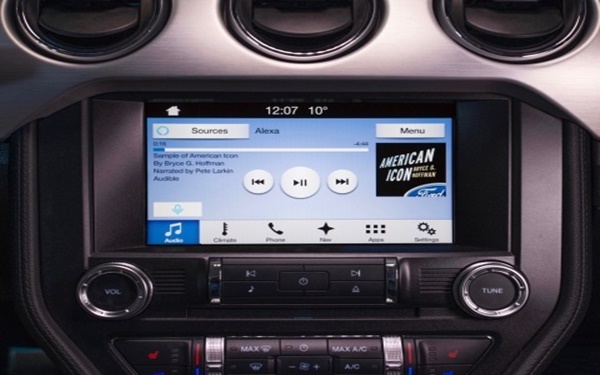 12:07 10°
Sources Alexa Menu
0:16 -4:48
Sample of American Icon
By Bryce G. Hoffman
Narrated by Pete Larkin
Audible
AMERICAN
ICON BRYCE G.
HOFFMAN
Ford
Audio Climate Phone Nav Apps Settings
VOL
TUNE
MAX MAX A/C
A/C